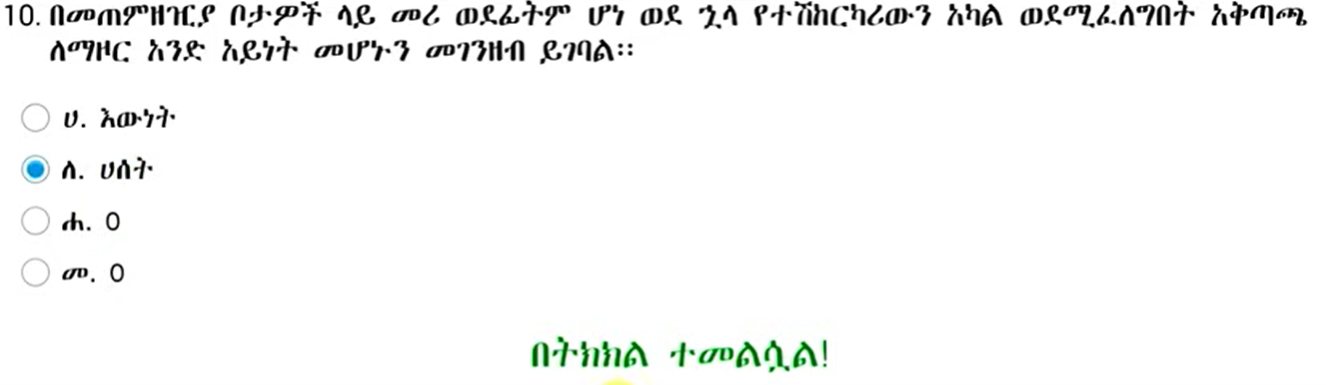 10. በመጠምዘዝርያ ቦታዎች ላይ መሪ ወደፊትም ሆነ ወደ ኋላ የተሽከርካሪውን አካል ወደሚፈለግበት አቅጣጫ
ለማዞር አንድ አይነት መሆኑን መገንዘብ ይገባል፡፡
ሀ. እውነት
ለ. ሀሰት
ሐ. 0
መ. 0
በትክክል ተመልሷል!